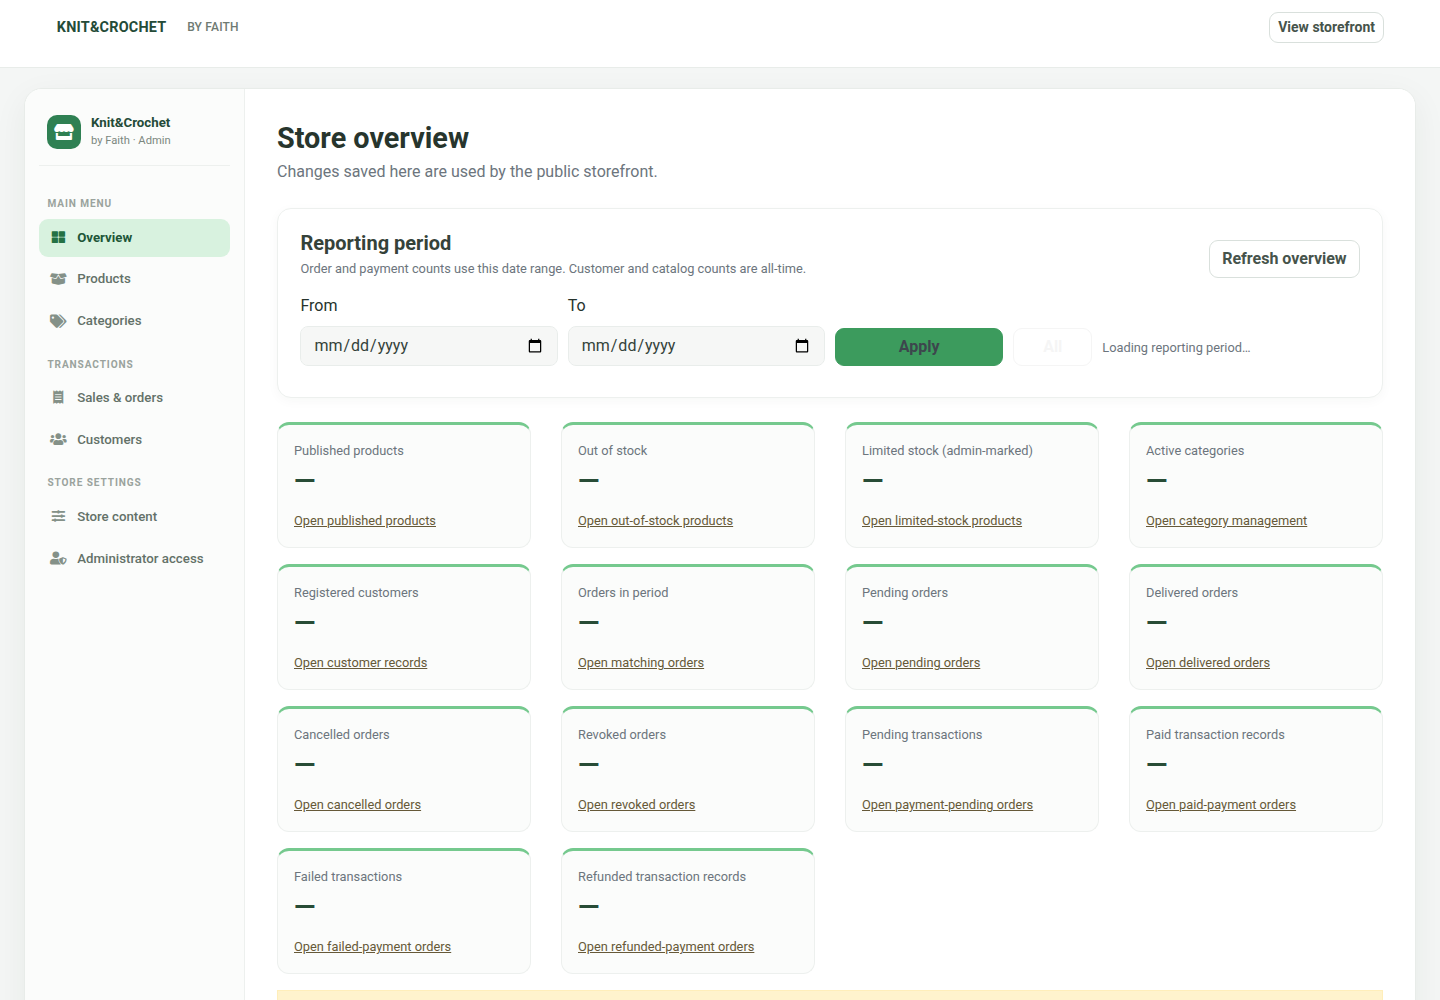 KNIT&CROCHET BY FAITH
View storefront
Knit&Crochet
by Faith · Admin
MAIN MENU
Overview
Products
Categories
TRANSACTIONS
Sales & orders
Customers
STORE SETTINGS
Store content
Administrator access
Store overview
Changes saved here are used by the public storefront.
Reporting period
Order and payment counts use this date range. Customer and catalog counts are all-time.
Refresh overview
From To
mm/dd/yyyy mm/dd/yyyy Apply All Loading reporting period...
Published products Out of stock Limited stock (admin-marked) Active categories
— — — —
Open published products Open out-of-stock products Open limited-stock products Open category management
Registered customers Orders in period Pending orders Delivered orders
— — — —
Open customer records Open matching orders Open pending orders Open delivered orders
Cancelled orders Revoked orders Pending transactions Paid transaction records
— — — —
Open cancelled orders Open revoked orders Open payment-pending orders Open paid-payment orders
Failed transactions Refunded transaction records
— —
Open failed-payment orders Open refunded-payment orders